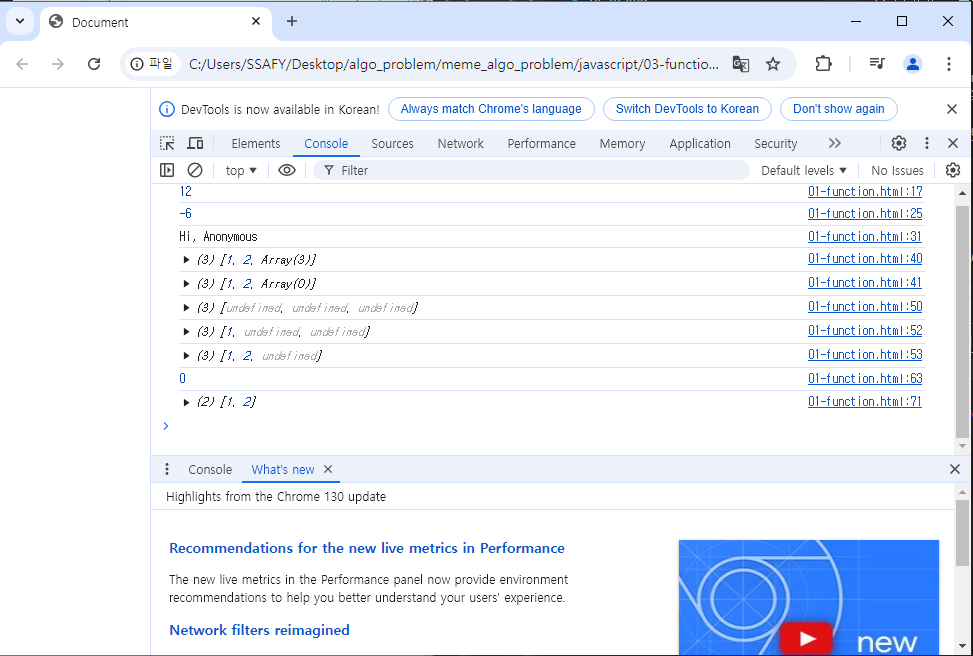 Document
파일 C:/Users/SSAFY/Desktop/algo_problem/meme_algo_problem/javascript/03-functio...
DevTools is now available in Korean! Always match Chrome's language Switch DevTools to Korean Don't show again
Elements Console Sources Network Performance Memory Application Security
top Filter Default levels No Issues
12 01-function.html:17
-6 01-function.html:25
Hi, Anonymous 01-function.html:31
(3) [1, 2, Array(3)] 01-function.html:40
(3) [1, 2, Array(0)] 01-function.html:41
(3) [undefined, undefined, undefined] 01-function.html:50
(3) [1, undefined, undefined] 01-function.html:52
(3) [1, 2, undefined] 01-function.html:53
0 01-function.html:63
(2) [1, 2] 01-function.html:71
Console What's new
Highlights from the Chrome 130 update
Recommendations for the new live metrics in Performance
The new live metrics in the Performance panel now provide environment
recommendations to help you better understand your users' experience.
Network filters reimagined
new